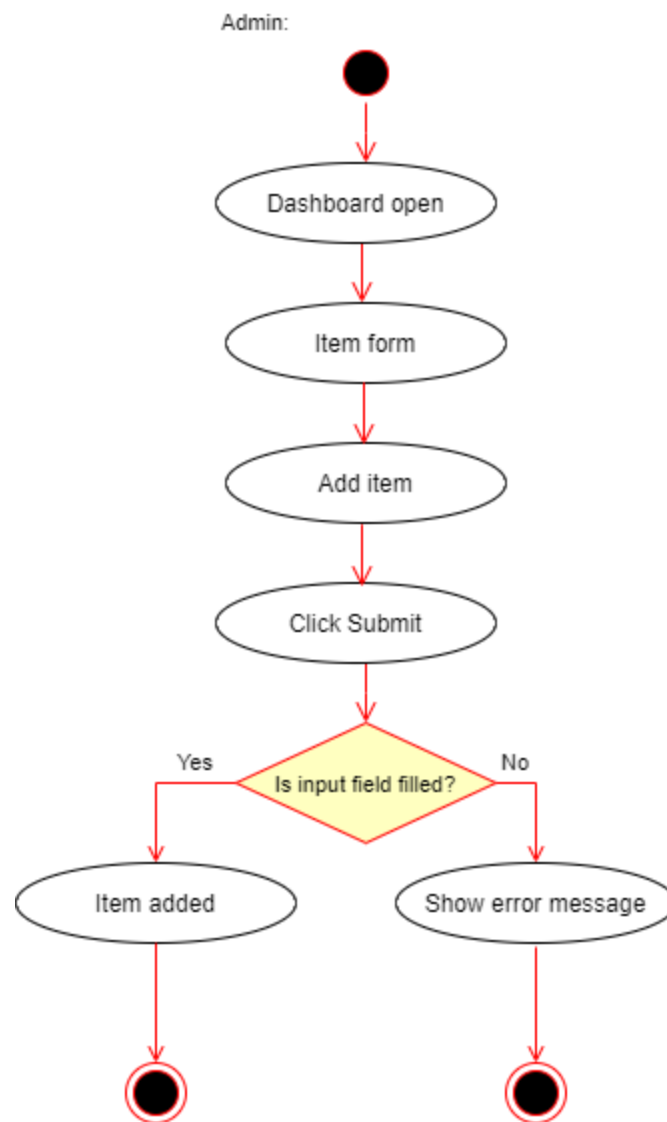 Admin:
Dashboard open
Item form
Add item
Click Submit
Yes
Is input field filled?
No
Item added
Show error message